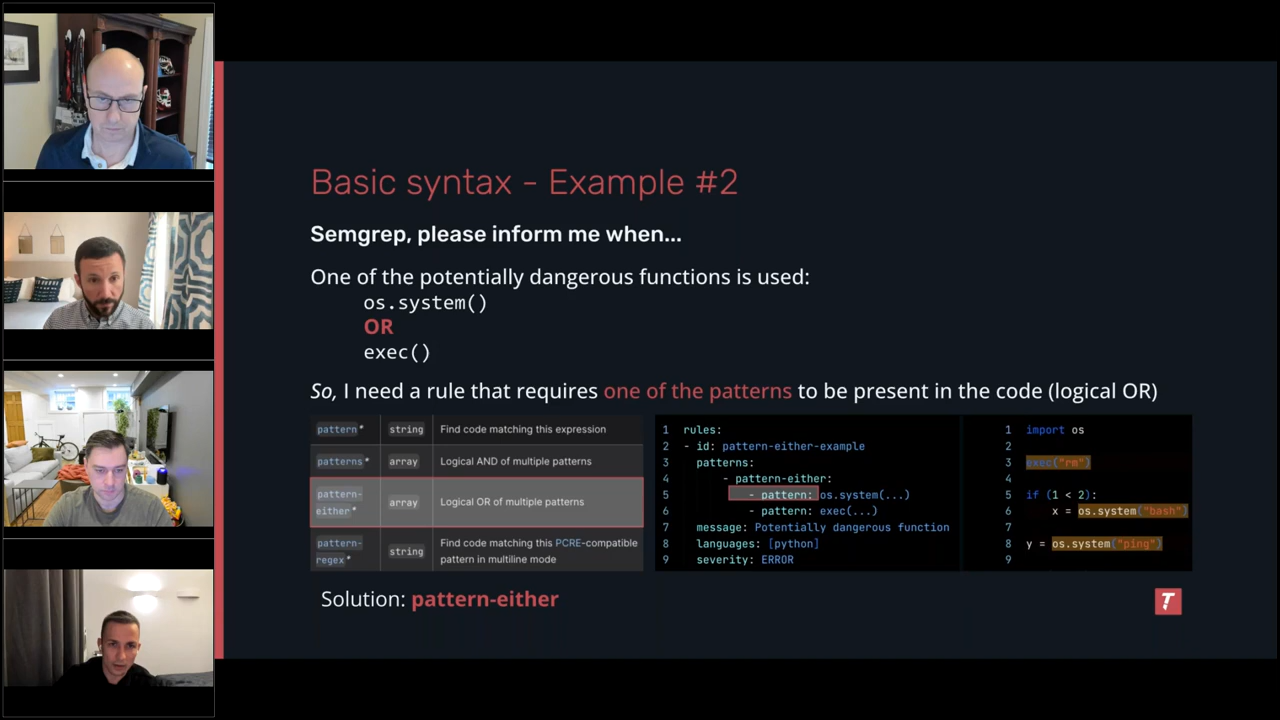 Basic syntax - Example #2
Semgrep, please inform me when...
One of the potentially dangerous functions is used:
os.system()
OR
exec()
So, I need a rule that requires one of the patterns to be present in the code (logical OR)
pattern* string Find code matching this expression
patterns* array Logical AND of multiple patterns
pattern-
either* array Logical OR of multiple patterns
pattern-
regex* string Find code matching this PCRE-compatible
pattern in multiline mode
1 rules:
2 - id: pattern-either-example
3 patterns:
4 - pattern-either:
5 - pattern: os.system(...)
6 - pattern: exec(...)
7 message: Potentially dangerous function
8 languages: [python]
9 severity: ERROR
1 import os
2
3 exec("rm")
4
5 if (1 < 2):
6 x = os.system("bash")
7
8 y = os.system("ping")
9
Solution: pattern-either
T